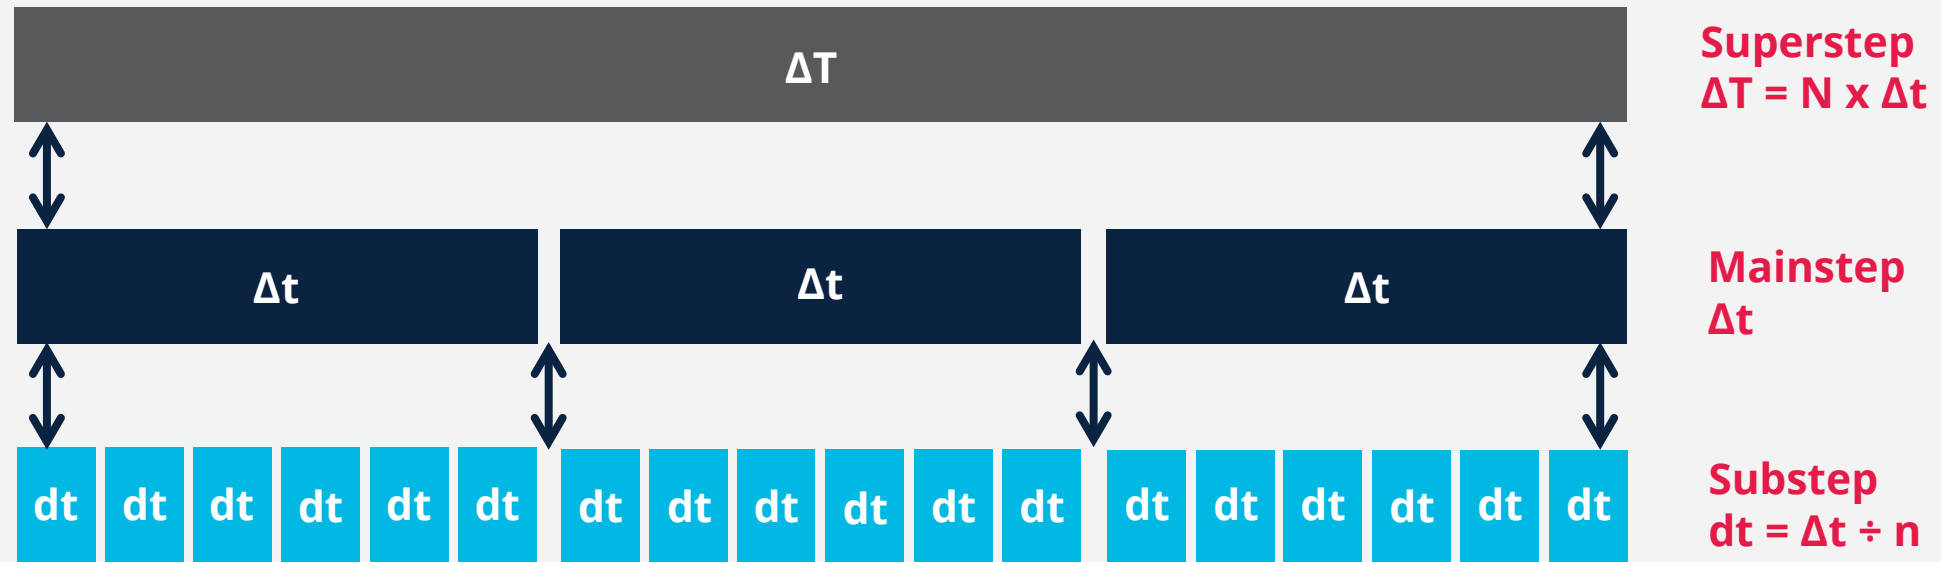 ΔT
Superstep
ΔT = N x Δt
Δt Δt Δt
Mainstep
Δt
dt dt dt dt dt dt dt dt dt dt dt dt dt dt dt dt dt dt
Substep
dt = Δt ÷ n